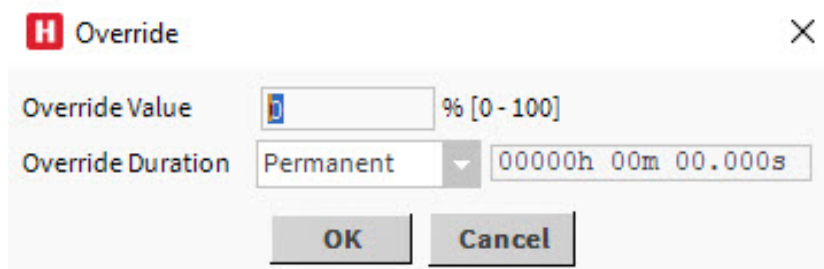 H Override
Override Value 0 % [0 - 100]
Override Duration Permanent 00000h 00m 00.000s
OK Cancel